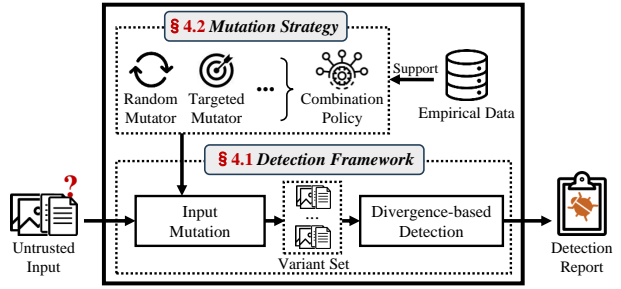 § 4.2 Mutation Strategy
Random
Mutator
Targeted
Mutator
...
Combination
Policy
Support
Empirical Data
§ 4.1 Detection Framework
?
Untrusted
Input
Input
Mutation
...
Variant Set
Divergence-based
Detection
Detection
Report